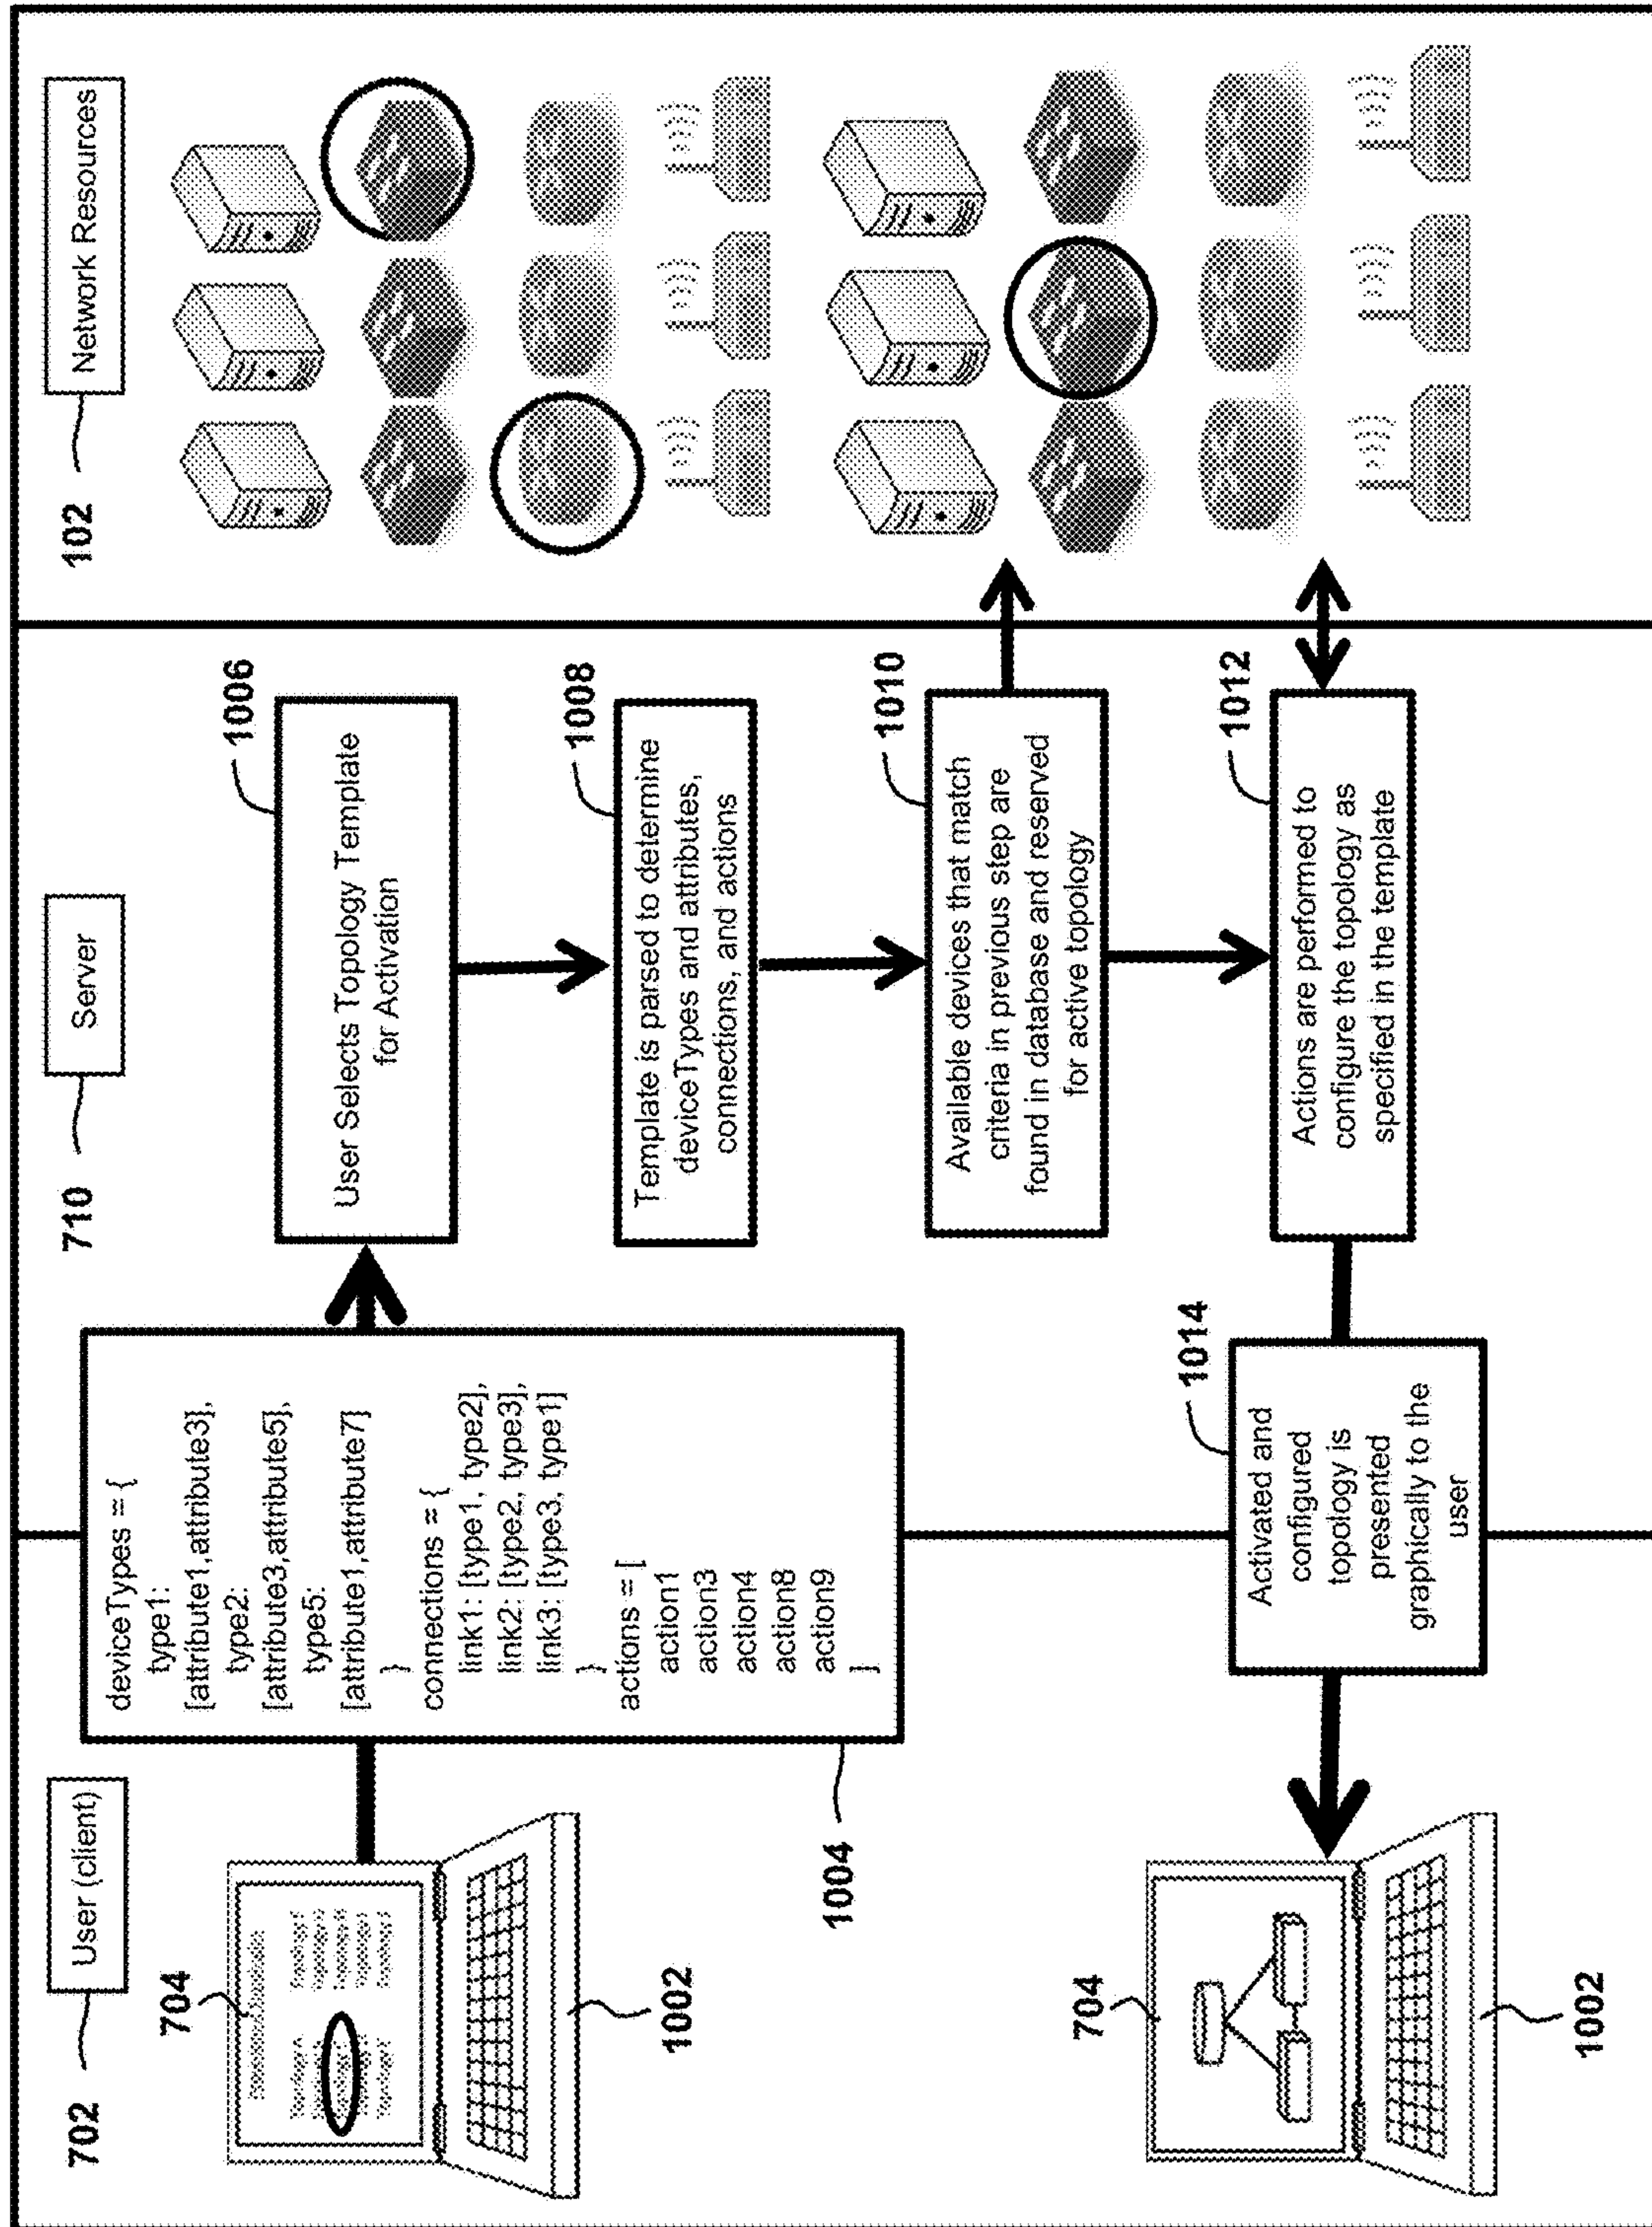 702
User (client)
710
Server
102
Network Resources
704
1002
deviceTypes = {
type1:
[attribute1,attribute3],
type2:
[attribute3,attribute5],
type5:
[attribute1,attribute7]
}
connections = {
link1: [type1, type2],
link2: [type2, type3],
link3: [type3, type1]
}
actions = [
action1
action3
action4
action8
action9
]
1004
1006
User Selects Topology Template
for Activation
1008
Template is parsed to determine
deviceTypes and attributes,
connections, and actions
1010
Available devices that match
criteria in previous step are
found in database and reserved
for active topology
1012
Actions are performed to
configure the topology as
specified in the template
1014
Activated and
configured
topology is
presented
graphically to the
user
704
1002